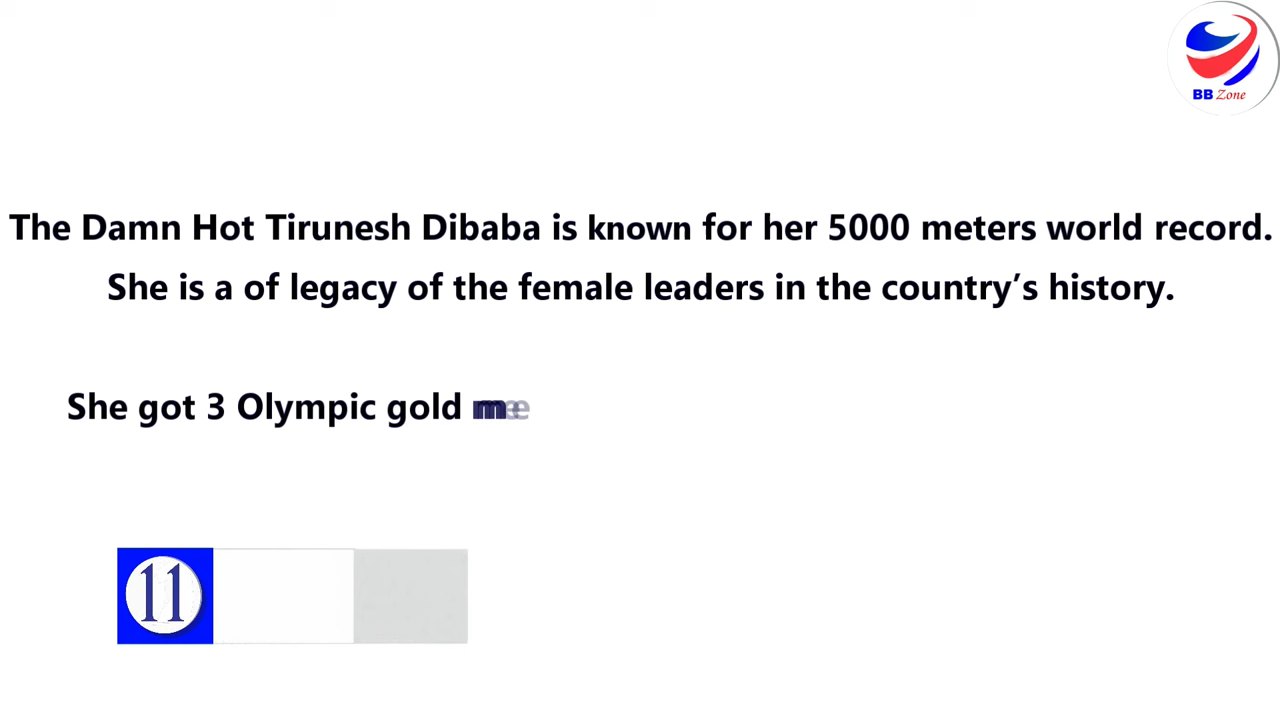 BB Zone
The Damn Hot Tirunesh Dibaba is known for her 5000 meters world record.
She is a of legacy of the female leaders in the country’s history.
She got 3 Olympic gold
11